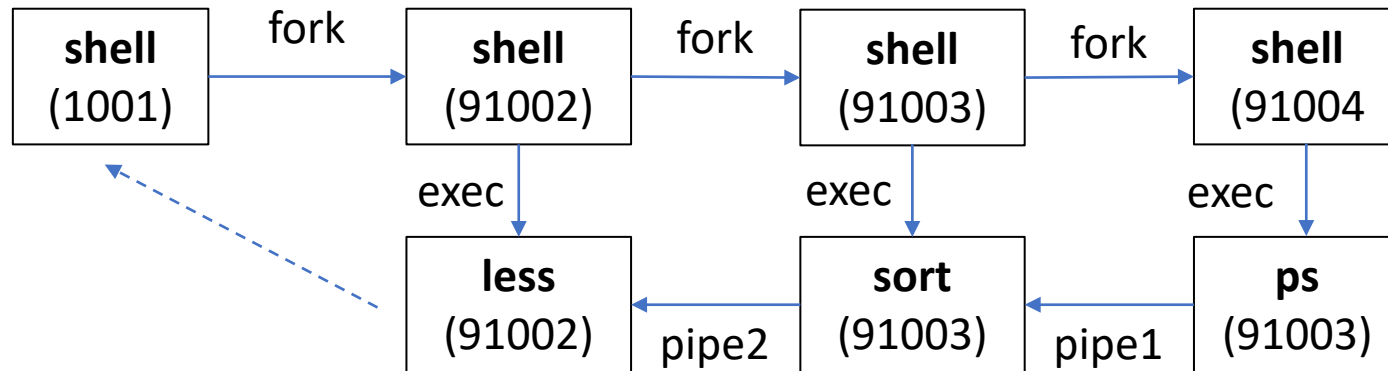 shell
(1001)
fork
shell
(91002)
fork
shell
(91003)
fork
shell
(91004
exec
exec
exec
less
(91002)
pipe2
sort
(91003)
pipe1
ps
(91003)